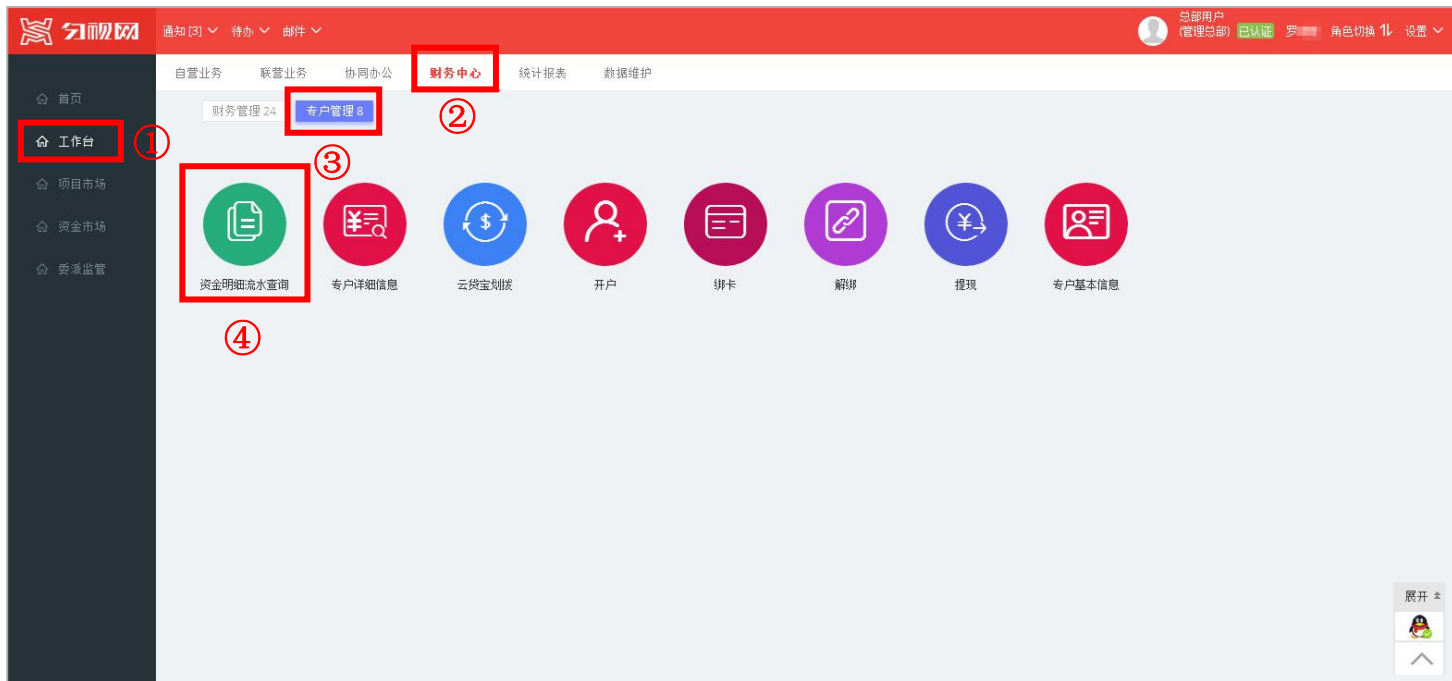 勻视网 通知 [3] 待办 邮件
总部用户
(管理总部) 已认证 罗 角色切换 设置
自营业务 联营业务 协同办公 财务中心 统计报表 数据维护
②
首页
财务管理 24 专户管理 8
工作台 ①
③
项目市场
资金市场
委派监管
资金明细流水查询 专户详细信息 云贷宝划拨 开户 绑卡 解绑 提现 专户基本信息
④
展开